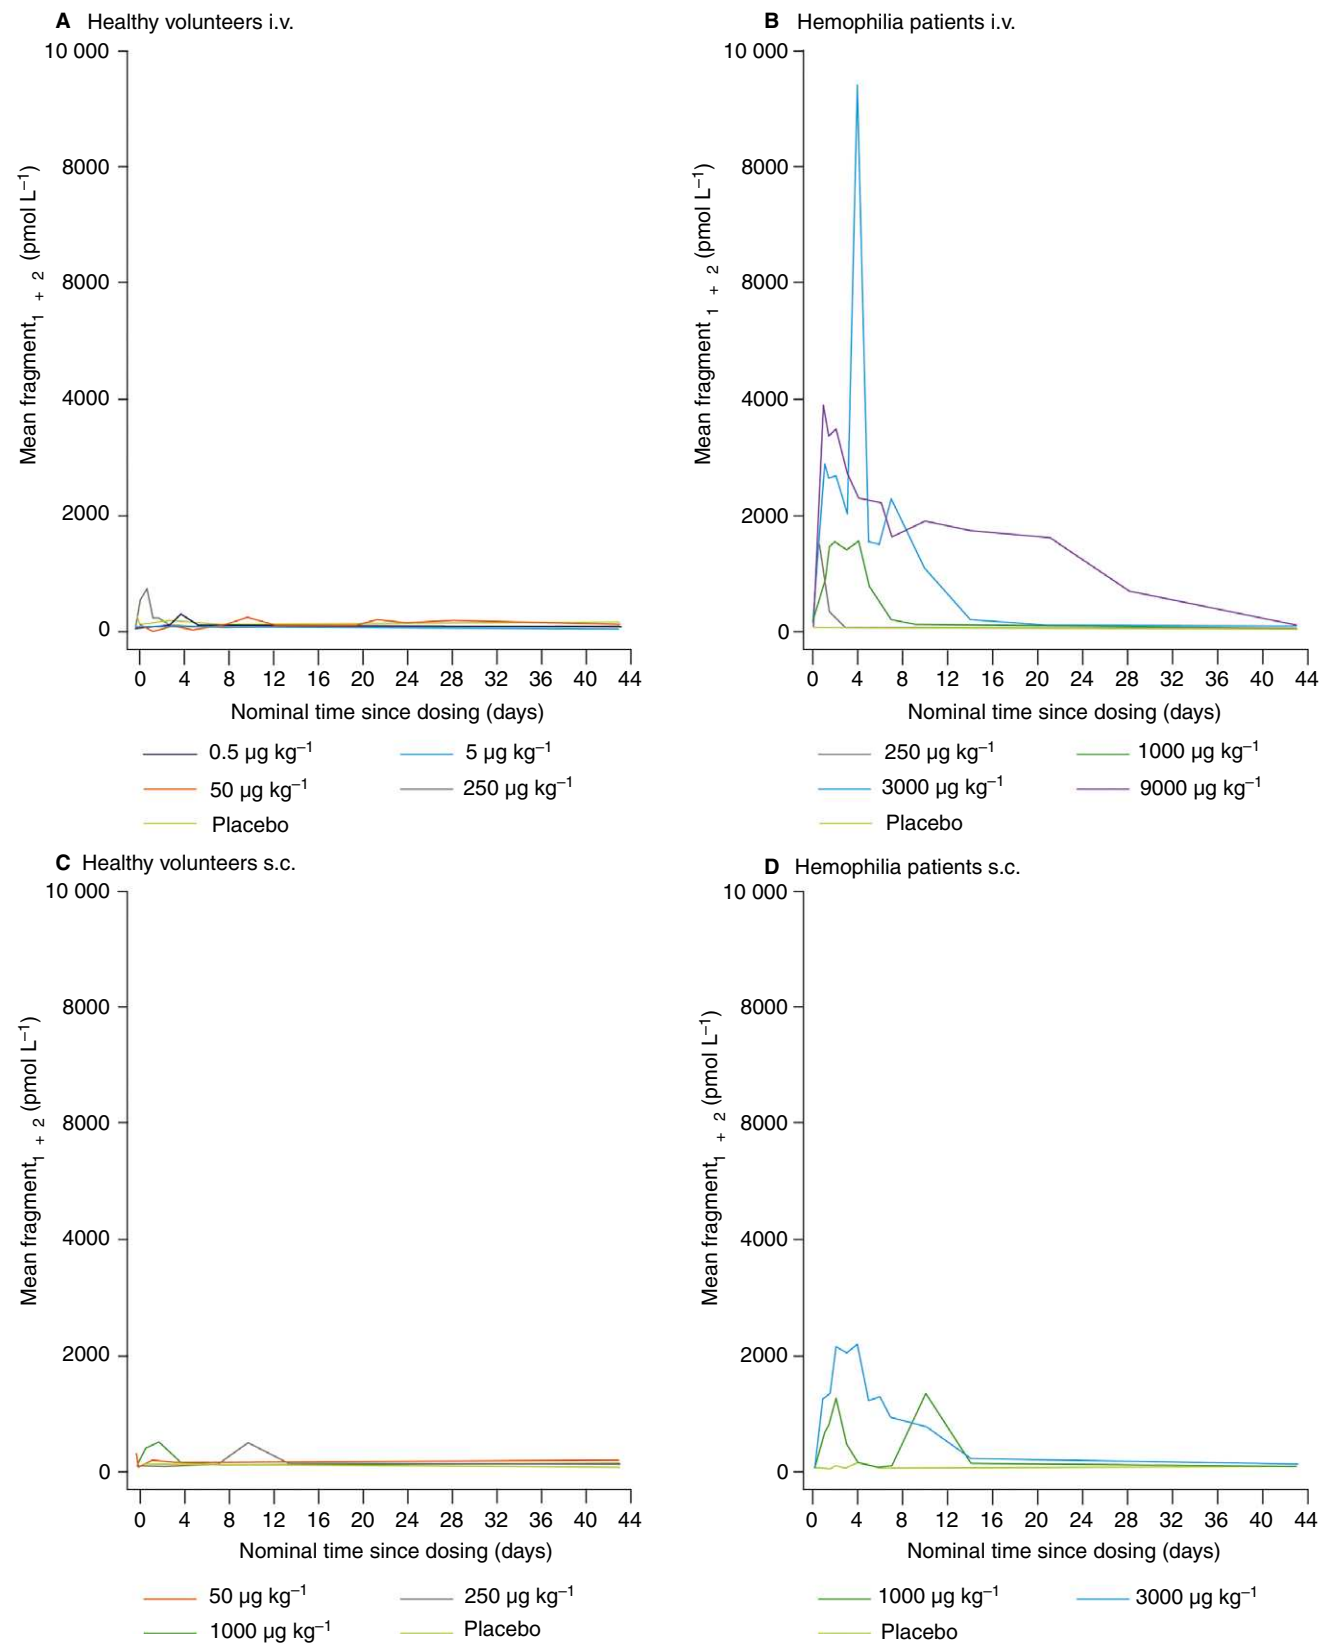 A Healthy volunteers i.v.
10 000
8000
8000
4000
2000
0
Mean fragment1 + 2 (pmol L–1)
0 4 8 12 16 20 24 28 32 36 40 44
Nominal time since dosing (days)
0.5 µg kg–1 5 µg kg–1
50 µg kg–1 250 µg kg–1
Placebo
B Hemophilia patients i.v.
10 000
8000
8000
4000
2000
0
Mean fragment1 + 2 (pmol L–1)
0 4 8 12 16 20 24 28 32 36 40 44
Nominal time since dosing (days)
250 µg kg–1 1000 µg kg–1
3000 µg kg–1 9000 µg kg–1
Placebo
C Healthy volunteers s.c.
10 000
8000
8000
4000
2000
0
Mean fragment1 + 2 (pmol L–1)
0 4 8 12 16 20 24 28 32 36 40 44
Nominal time since dosing (days)
50 µg kg–1 250 µg kg–1
1000 µg kg–1 Placebo
D Hemophilia patients s.c.
10 000
8000
8000
4000
2000
0
Mean fragment1 + 2 (pmol L–1)
0 4 8 12 16 20 24 28 32 36 40 44
Nominal time since dosing (days)
1000 µg kg–1 3000 µg kg–1
Placebo